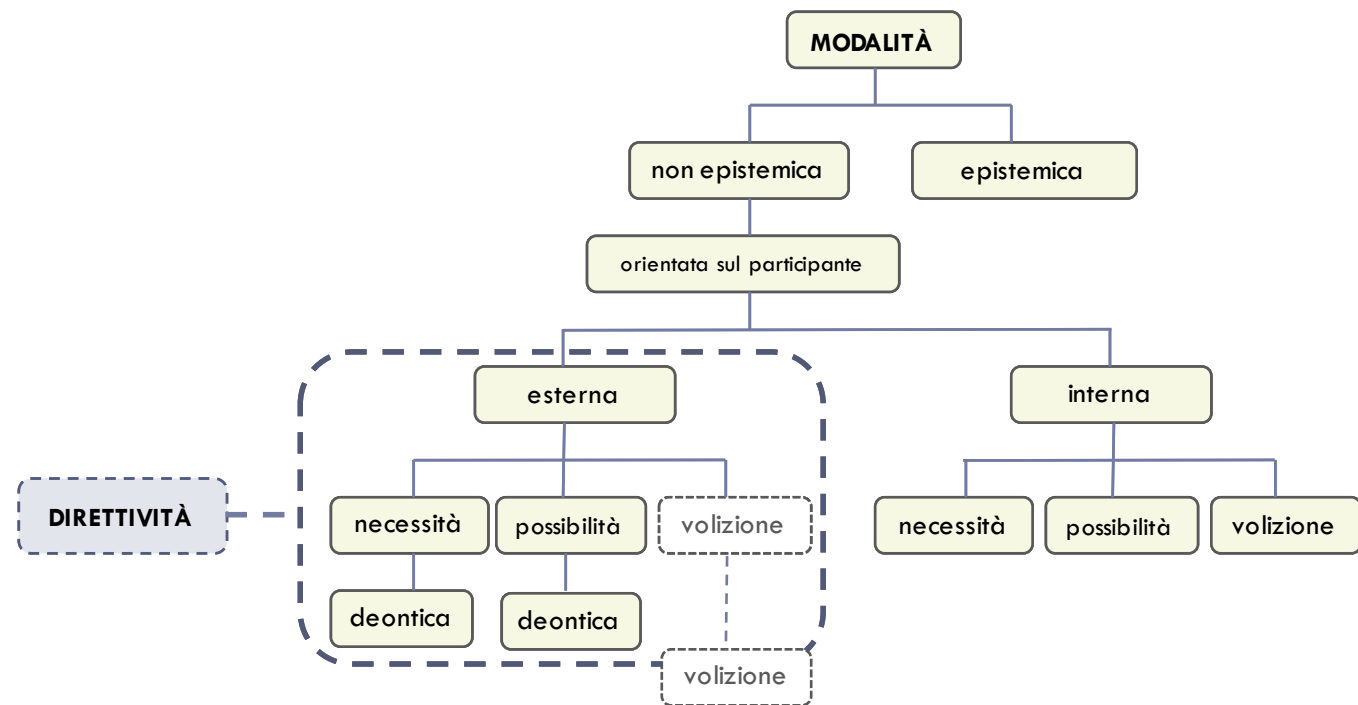 MODALITÀ
non epistemica
epistemica
orientata sul participante
esterna
interna
DIRETTIVITÀ
necessità
possibilità
volizione
necessità
possibilità
volizione
deontica
deontica
volizione